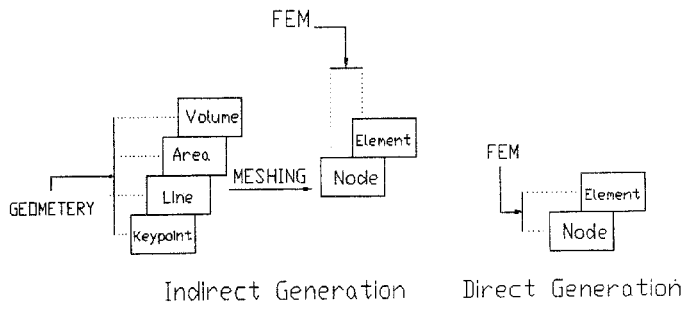 FEM
Volume
Element
Area
FEM
MESHING
Node
Element
Line
GEOMETERY
Keypoint
Node
Indirect Generation
Direct Generation